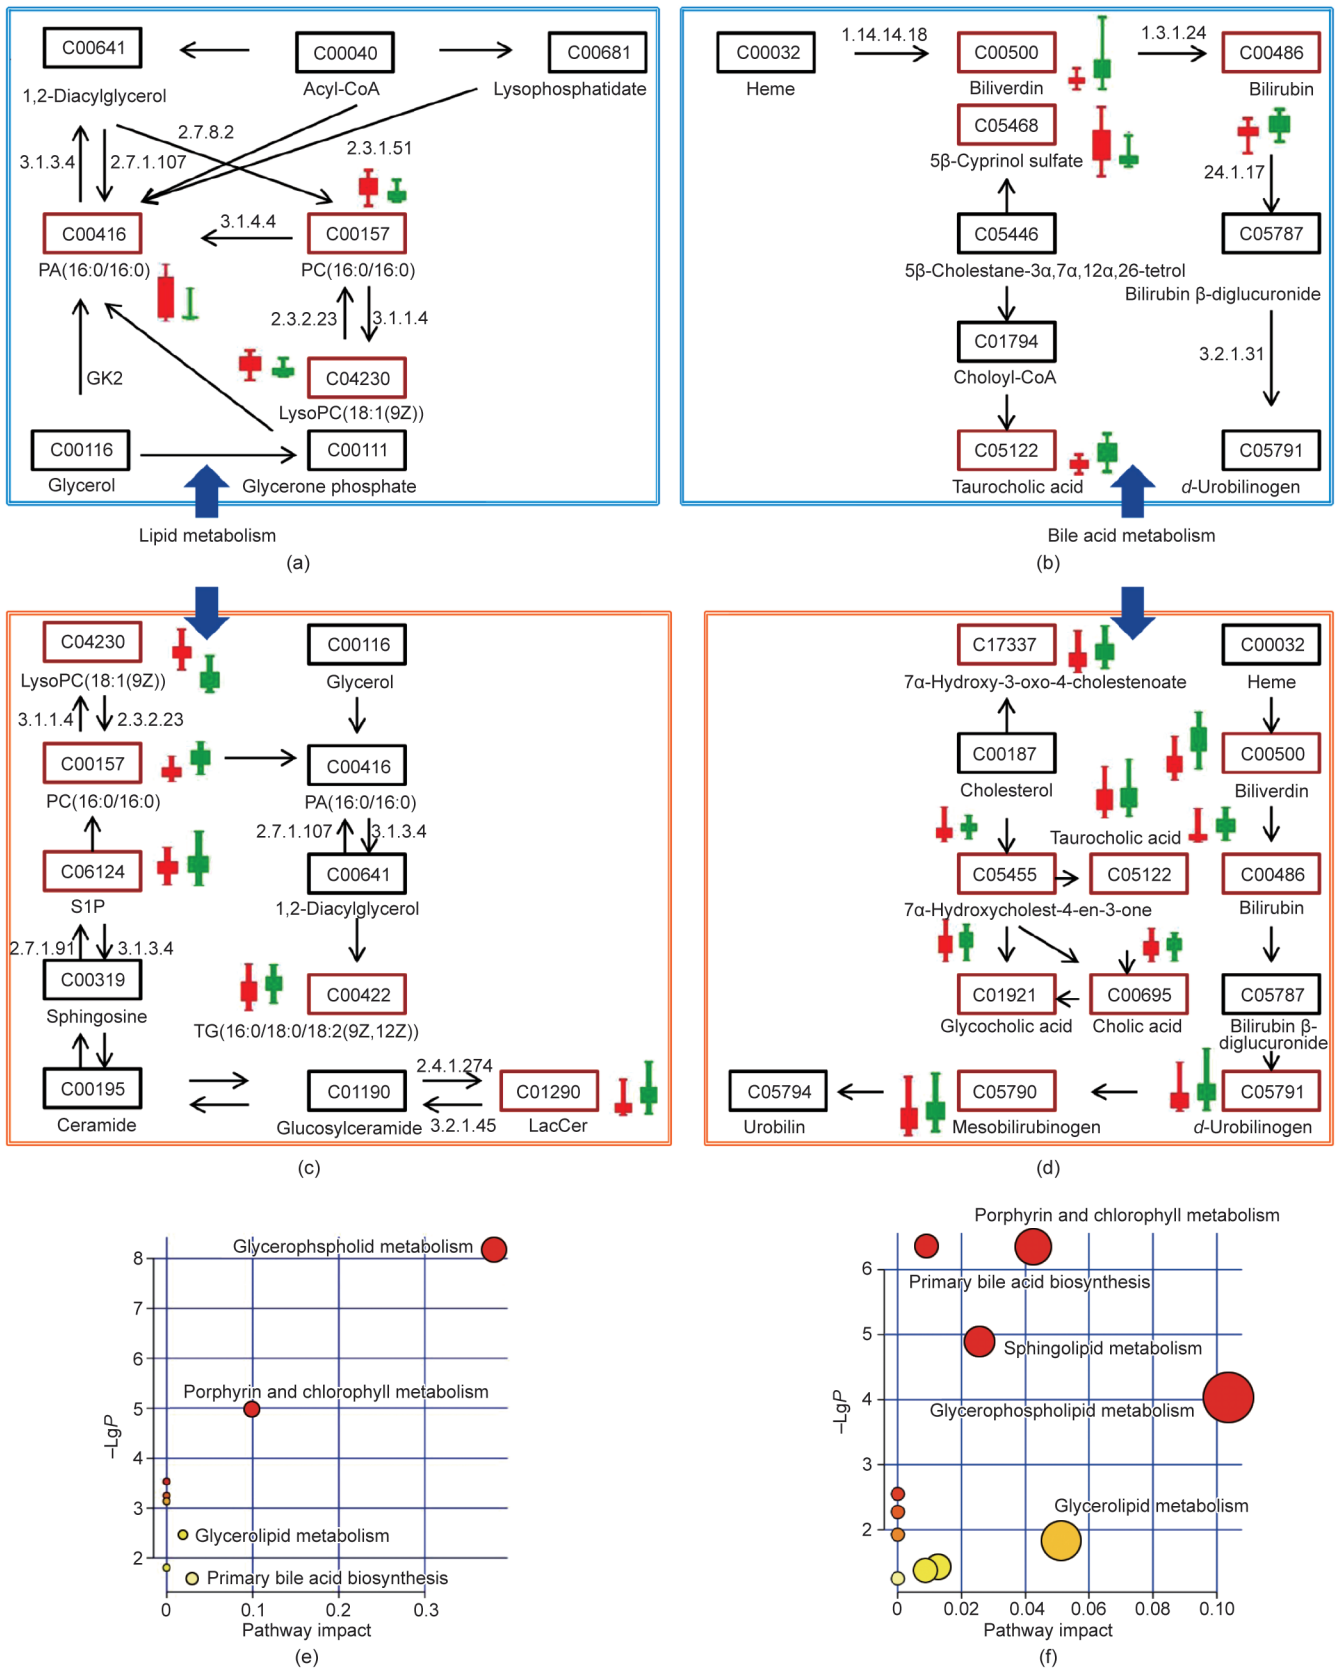 C00641
C00040
C00681
1,2-Diacylglycerol
Acyl-CoA
Lysophosphatidate
2.7.8.2
3.1.3.4
2.7.1.107
2.3.1.51
C00416
3.1.4.4
C00157
PA(16:0/16:0)
PC(16:0/16:0)
2.3.2.23
3.1.1.4
GK2
C04230
LysoPC(18:1(9Z))
C00116
C00111
Glycerol
Glycerone phosphate
Lipid metabolism
(a)
C00032
1.14.14.18
C00500
1.3.1.24
C00486
Heme
Biliverdin
Bilirubin
C05468
5β-Cyprinol sulfate
24.1.17
C05446
C05787
5β-Cholestane-3α,7α,12α,26-tetrol
Bilirubin β-diglucuronide
C01794
3.2.1.31
Choloyl-CoA
C05122
C05791
Taurocholic acid
d-Urobilinogen
Bile acid metabolism
(b)
C04230
C00116
LysoPC(18:1(9Z))
Glycerol
3.1.1.4
2.3.2.23
C00157
C00416
PC(16:0/16:0)
PA(16:0/16:0)
2.7.1.107
3.1.3.4
C06124
C00641
S1P
1,2-Diacylglycerol
2.7.1.91
3.1.3.4
C00319
C00422
Sphingosine
TG(16:0/18:0/18:2(9Z,12Z))
2.4.1.274
C00195
C01190
C01290
Ceramide
Glucosylceramide
3.2.1.45
LacCer
(c)
C17337
C00032
7α-Hydroxy-3-oxo-4-cholestenoate
Heme
C00187
C00500
Cholesterol
Biliverdin
Taurocholic acid
C05455
C05122
C00486
7α-Hydroxycholest-4-en-3-one
Bilirubin
C01921
C00695
C05787
Glycocholic acid
Cholic acid
Bilirubin β-
diglucuronide
C05794
C05790
C05791
Urobilin
Mesobilirubinogen
d-Urobilinogen
(d)
Glycerophspholid metabolism
8
7
6
Porphyrin and chlorophyll metabolism
5
–LgP
4
3
Glycerolipid metabolism
2
Primary bile acid biosynthesis
0
0.1
0.2
0.3
Pathway impact
(e)
Porphyrin and chlorophyll metabolism
6
Primary bile acid biosynthesis
5
Sphingolipid metabolism
4
Glycerophospholipid metabolism
–LgP
3
Glycerolipid metabolism
2
0
0.02
0.04
0.06
0.08
0.10
Pathway impact
(f)